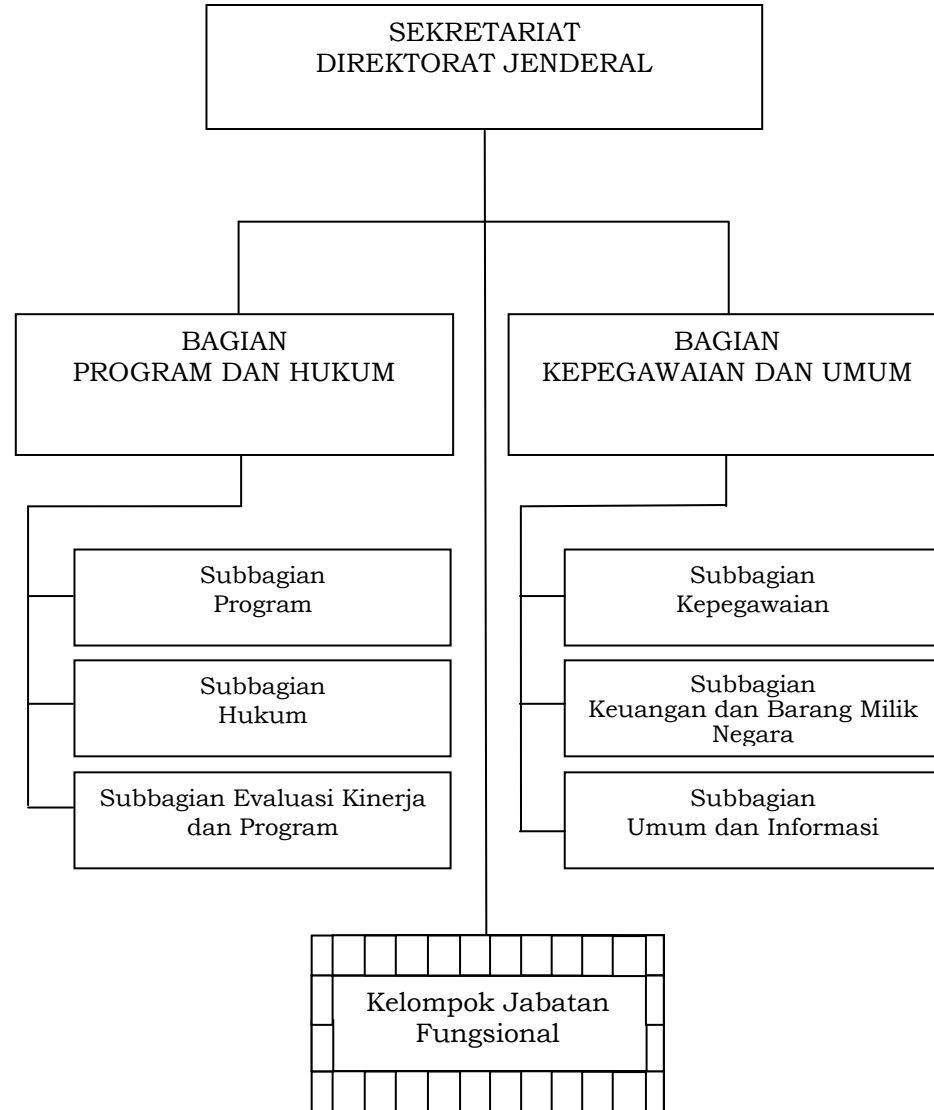 SEKRETARIAT
DIREKTORAT JENDERAL
BAGIAN
PROGRAM DAN HUKUM
BAGIAN
KEPEGAWAIAN DAN UMUM
Subbagian
Program
Subbagian
Kepegawaian
Subbagian
Hukum
Subbagian
Keuangan dan Barang Milik
Negara
Subbagian Evaluasi Kinerja
dan Program
Subbagian
Umum dan Informasi
Kelompok Jabatan
Fungsional